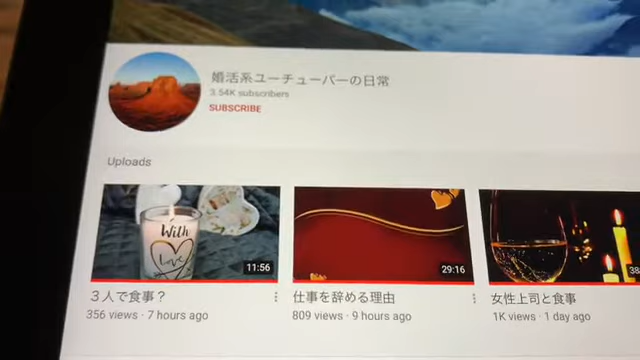 婚活系ユーチューバーの日常
3.54K subscribers
SUBSCRIBE
Uploads
With
Love
11:56
29:16
38
３人で食事？
仕事を辞める理由
女性上司と食事
356 views · 7 hours ago
809 views · 9 hours ago
1K views · 1 day ago